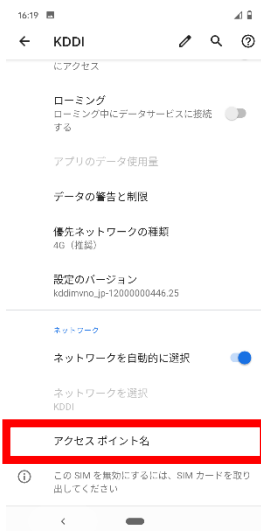 16:19
KDDI
にアクセス
ローミング
ローミング中にデータサービスに接続
する
アプリのデータ使用量
データの警告と制限
優先ネットワークの種類
4G（推奨）
設定のバージョン
kddimvno_jp-12000000446.25
ネットワーク
ネットワークを自動的に選択
ネットワークを選択
KDDI
アクセス ポイント名
この SIM を無効にするには、SIM カードを取り
出してください